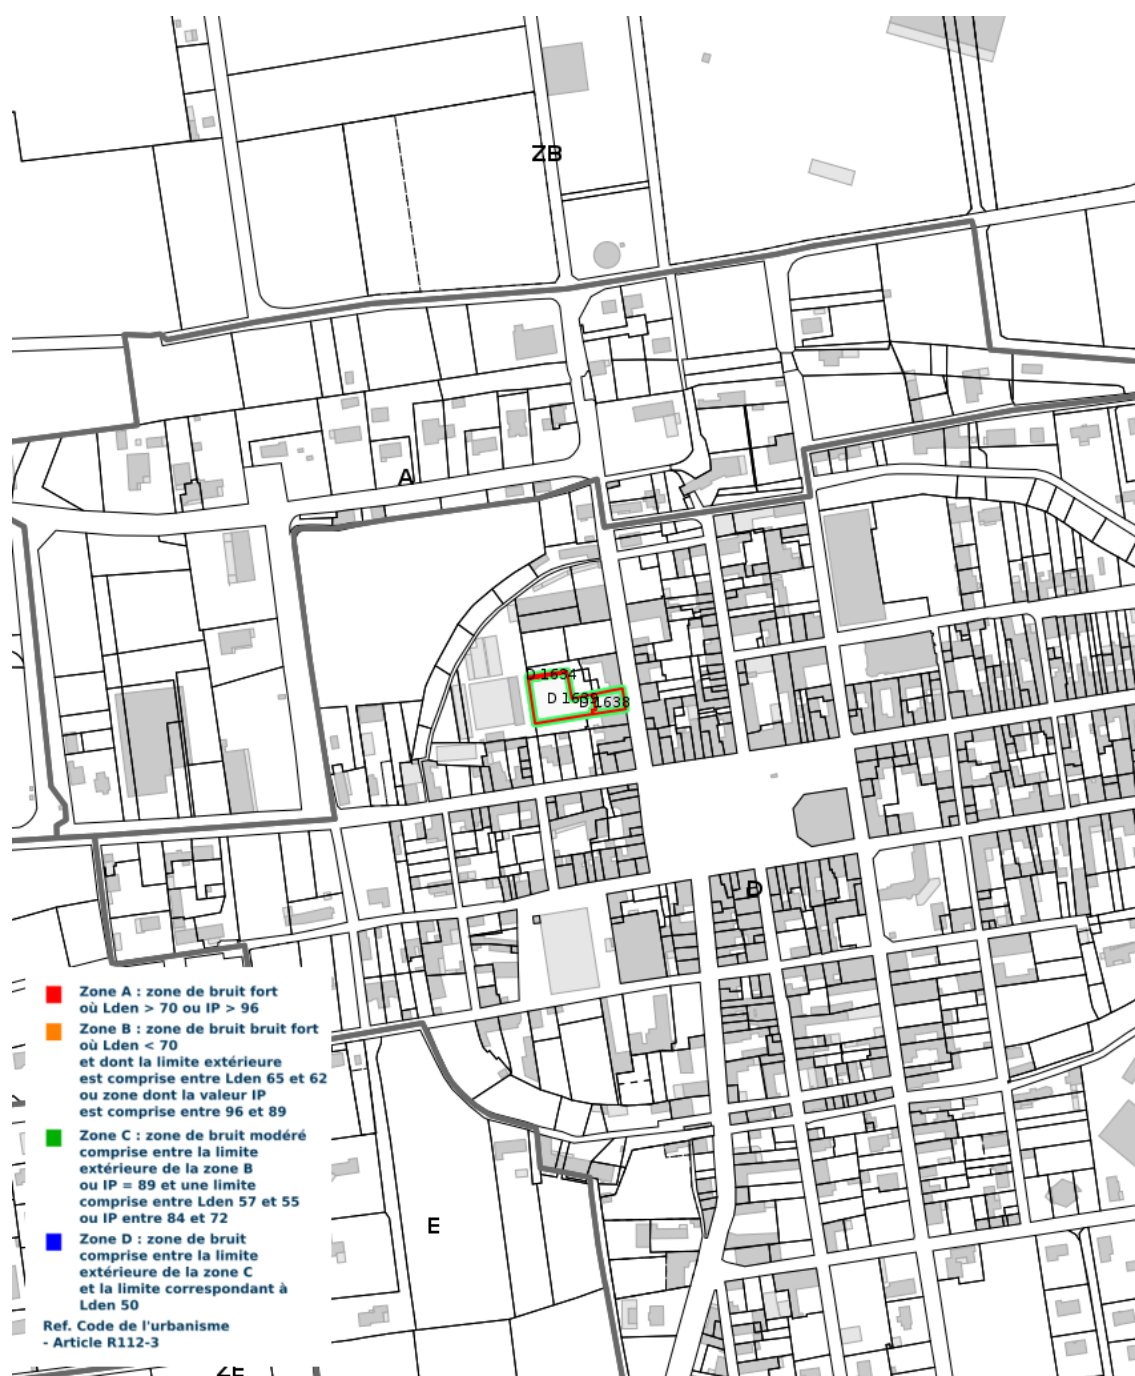 ZB
A
D 1634
D 1638
D
Zone A : zone de bruit fort
où Lden > 70 ou IP > 96
Zone B : zone de bruit bruit fort
où Lden < 70
et dont la limite extérieure
est comprise entre Lden 65 et 62
ou zone dont la valeur IP
est comprise entre 96 et 89
Zone C : zone de bruit modéré
comprise entre la limite
extérieure de la zone B
ou IP = 89 et une limite
comprise entre Lden 57 et 55
ou IP entre 84 et 72
E
Zone D : zone de bruit
comprise entre la limite
extérieure de la zone C
et la limite correspondant à
Lden 50
Ref. Code de l'urbanisme
- Article R112-3
ZE